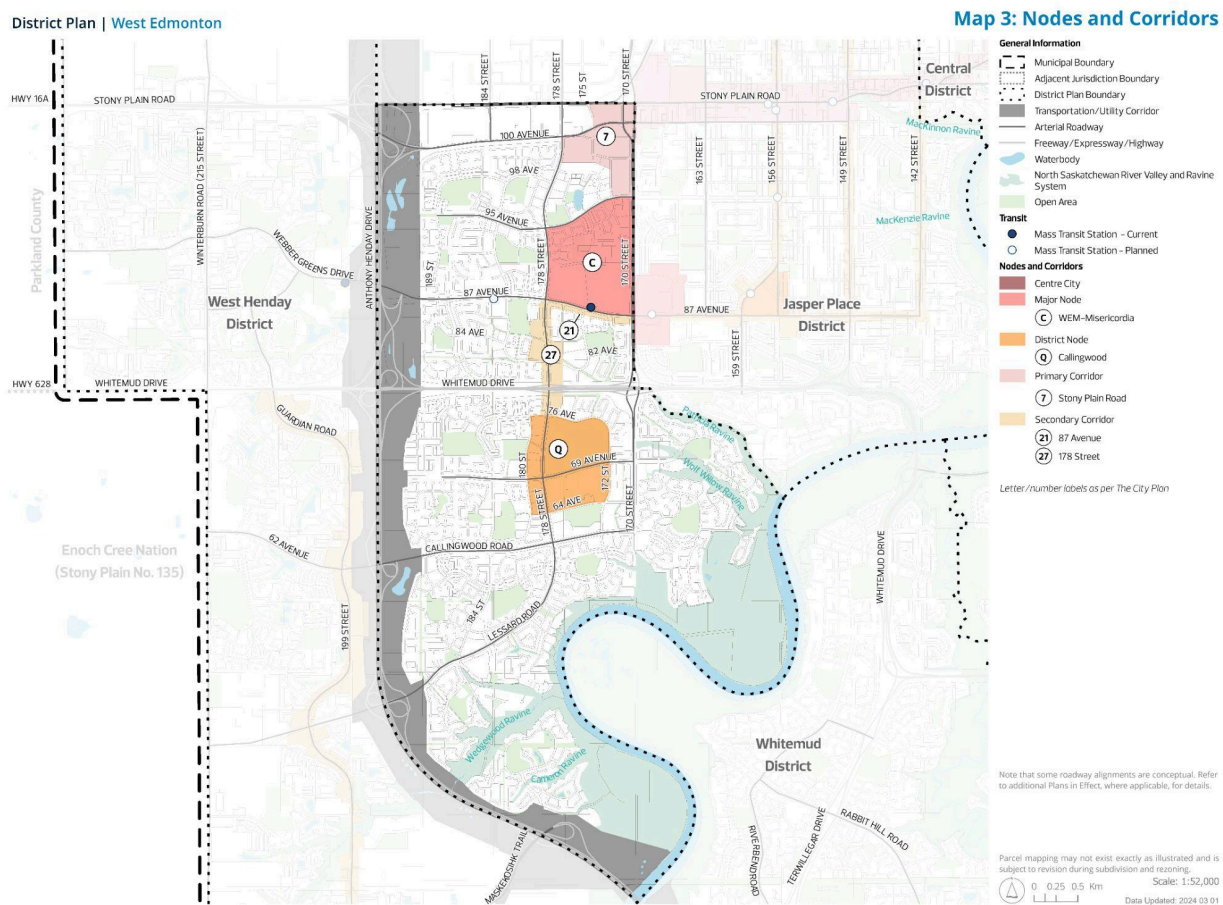 District Plan | West Edmonton
Map 3: Nodes and Corridors
General Information
Municipal Boundary
Adjacent Jurisdiction Boundary
District Plan Boundary
Transportation/Utility Corridor
Arterial Roadway
Freeway/Expressway/Highway
Waterbody
North Saskatchewan River Valley and Ravine
System
Open Area
Transit
Mass Transit Station - Current
Mass Transit Station - Planned
Nodes and Corridors
Centre City
Major Node
C WEM-Misericordia
District Node
Q Callingwood
Primary Corridor
7 Stony Plain Road
Secondary Corridor
21 87 Avenue
27 178 Street
Letter/number labels as per The City Plan
Note that some roadway alignments are conceptual. Refer
to additional Plans in Effect, where applicable, for details.
Parcel mapping may not exist exactly as illustrated and is
subject to revision during subdivision and rezoning.
Scale: 1:52,000
0 0.25 0.5 Km
Data Updated: 2024 03 01
184 STREET
178 STREET
175 ST
170 STREET
Central
District
HWY 16A
STONY PLAIN ROAD
STONY PLAIN ROAD
MacKinnon Ravine
100 AVENUE
7
98 AVE
163 STREET
156 STREET
149 STREET
142 STREET
WINTERBURN ROAD (215 STREET)
Parkland County
95 AVENUE
MacKenzie Ravine
WEBBER GREENS DRIVE
ANTHONY HENDAY DRIVE
189 ST
178 STREET
C
170 STREET
87 AVENUE
87 AVENUE
West Henday
District
Jasper Place
District
21
84 AVE
27
82 AVE
159 STREET
HWY 628
WHITEMUD DRIVE
WHITEMUD DRIVE
GUARDIAN ROAD
76 AVE
Patricia Ravine
Q
180 ST
69 AVENUE
172 ST
Wolf Willow Ravine
64 AVE
178 STREET
170 STREET
62 AVENUE
CALLINGWOOD ROAD
Enoch Cree Nation
(Stony Plain No. 135)
WHITEMUD DRIVE
199 STREET
184 ST
LESSARD ROAD
Wedgewood Ravine
Cameron Ravine
Whitemud
District
MASKEKOSIHK TRAIL
RIVERBEND ROAD
TERWILLEGAR DRIVE
RABBIT HILL ROAD